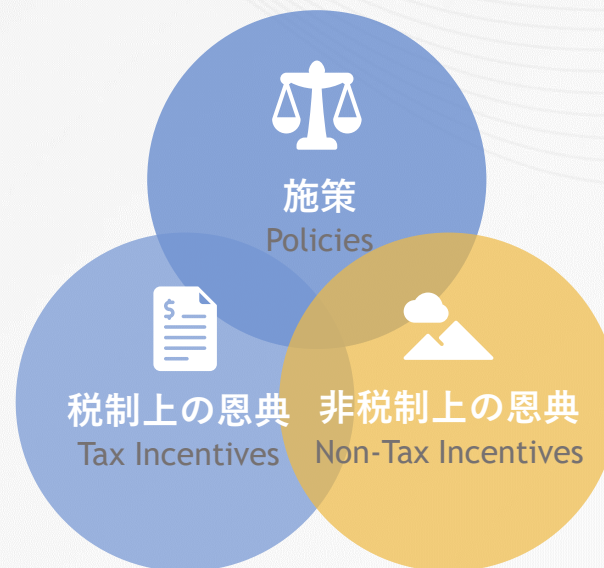 施策
Policies
$
税制上の恩典
Tax Incentives
非税制上の恩典
Non-Tax Incentives